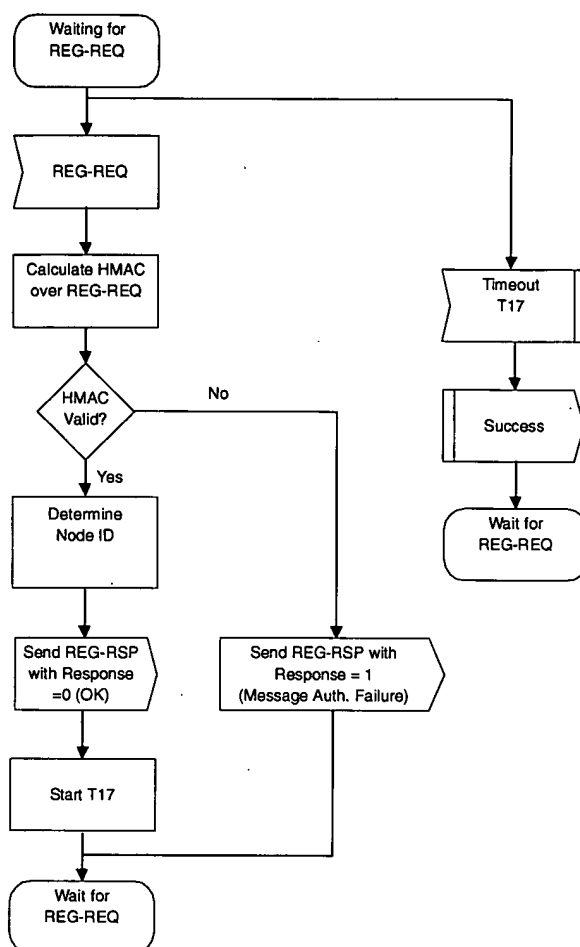 Waiting for
REG-REQ
REG-REQ
Calculate HMAC
over REG-REQ
HMAC
Valid?
No
Yes
Determine
Node ID
Send REG-RSP
with Response
=0 (OK)
Send REG-RSP with
Response = 1
(Message Auth. Failure)
Start T17
Wait for
REG-REQ
Timeout
T17
Success
Wait for
REG-REQ